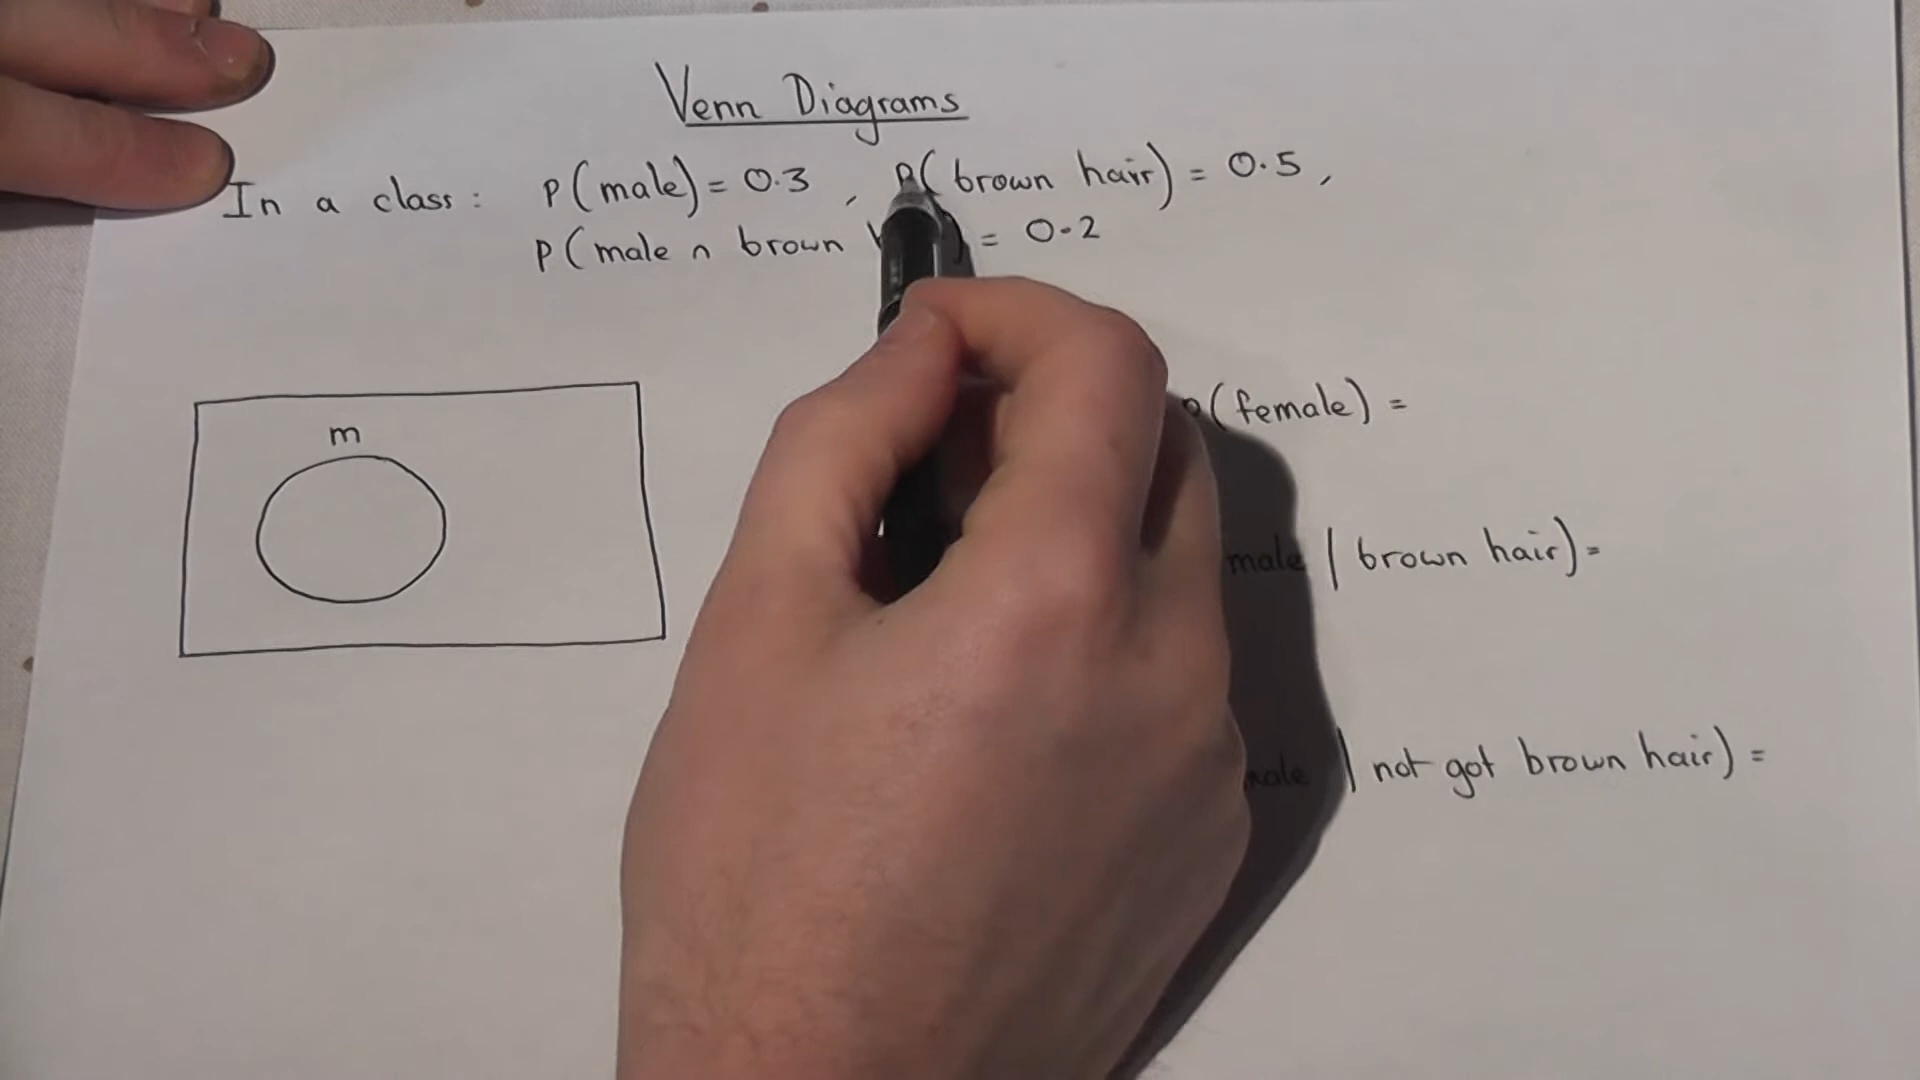 Venn Diagrams
In a class: P(male) = 0.3, P(brown hair) = 0.5,
P(male ∩ brown ) = 0.2
m
P(female) =
male | brown hair) =
| not got brown hair) =